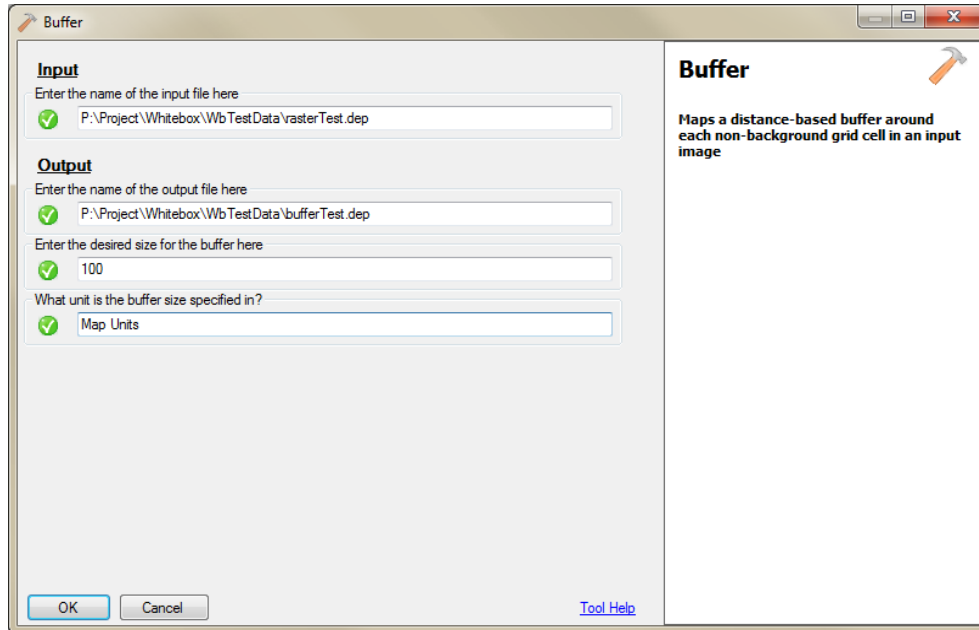 Buffer
Input
Enter the name of the input file here
P:\Project\Whitebox\WbTestData\rasterTest.dep
Output
Enter the name of the output file here
P:\Project\Whitebox\WbTestData\bufferTest.dep
Enter the desired size for the buffer here
100
What unit is the buffer size specified in?
Map Units
OK
Cancel
Tool Help
Buffer
Maps a distance-based buffer around
each non-background grid cell in an input
image